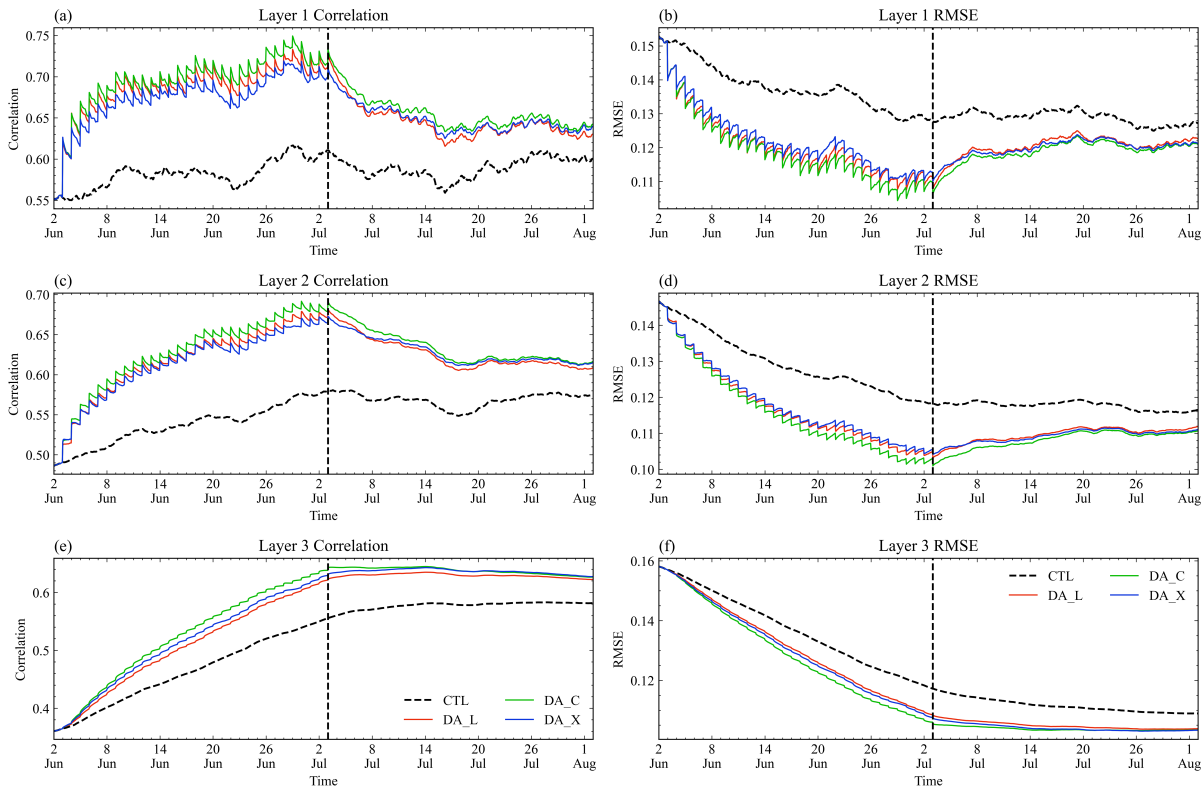 (a) Layer 1 Correlation
Correlation
0.75
0.70
0.65
0.60
0.55
2 8 14 20 26 2 8 14 20 26 1
Jun Jun Jun Jun Jun Jul Jul Jul Jul Jul Aug
Time
(b) Layer 1 RMSE
RMSE
0.15
0.14
0.13
0.12
0.11
2 8 14 20 26 2 8 14 20 26 1
Jun Jun Jun Jun Jun Jul Jul Jul Jul Jul Aug
Time
(c) Layer 2 Correlation
Correlation
0.70
0.65
0.60
0.55
0.50
2 8 14 20 26 2 8 14 20 26 1
Jun Jun Jun Jun Jun Jul Jul Jul Jul Jul Aug
Time
(d) Layer 2 RMSE
RMSE
0.14
0.13
0.12
0.11
0.10
2 8 14 20 26 2 8 14 20 26 1
Jun Jun Jun Jun Jun Jul Jul Jul Jul Jul Aug
Time
(e) Layer 3 Correlation
Correlation
0.6
0.5
0.4
CTL DA_C
DA_L DA_X
2 8 14 20 26 2 8 14 20 26 1
Jun Jun Jun Jun Jun Jul Jul Jul Jul Jul Aug
Time
(f) Layer 3 RMSE
RMSE
0.16
0.14
0.12
CTL DA_C
DA_L DA_X
2 8 14 20 26 2 8 14 20 26 1
Jun Jun Jun Jun Jun Jul Jul Jul Jul Jul Aug
Time